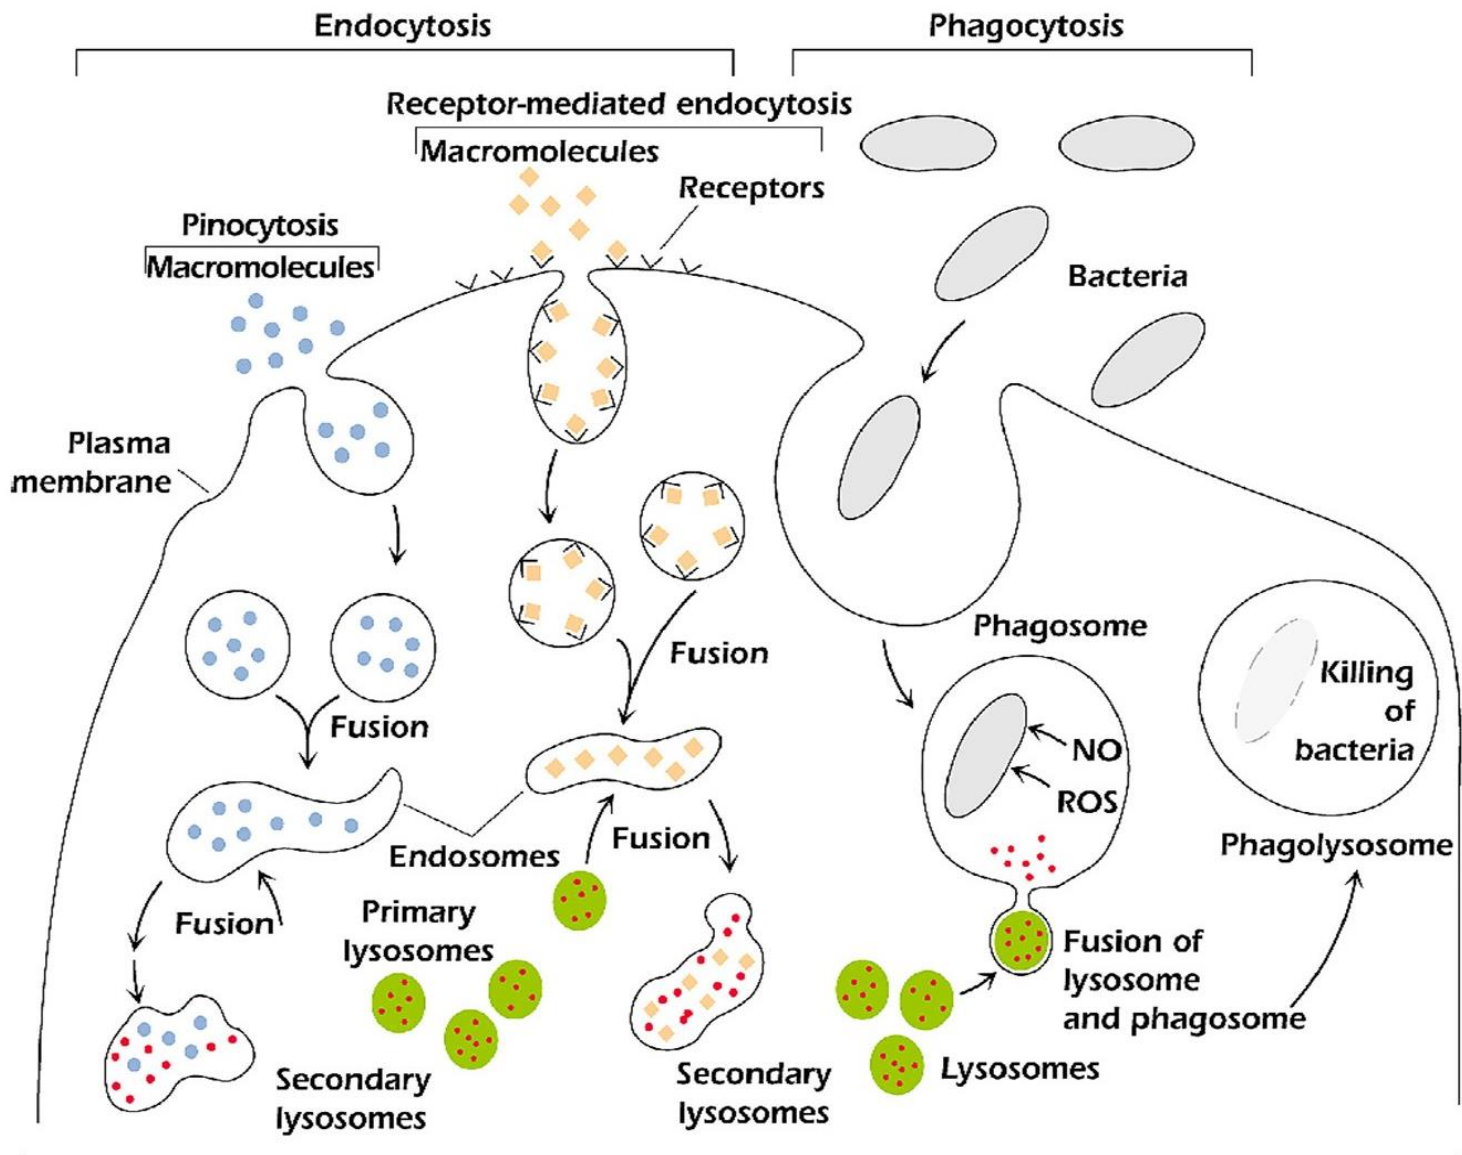 Endocytosis
Phagocytosis
Receptor-mediated endocytosis
Macromolecules
Receptors
Pinocytosis
Macromolecules
Bacteria
Plasma
membrane
Phagosome
Fusion
Killing
of
bacteria
Fusion
NO
ROS
Fusion
Phagolysosome
Endosomes
Primary
lysosomes
Fusion
Fusion of
lysosome
and phagosome
Lysosomes
Secondary
lysosomes
Secondary
lysosomes